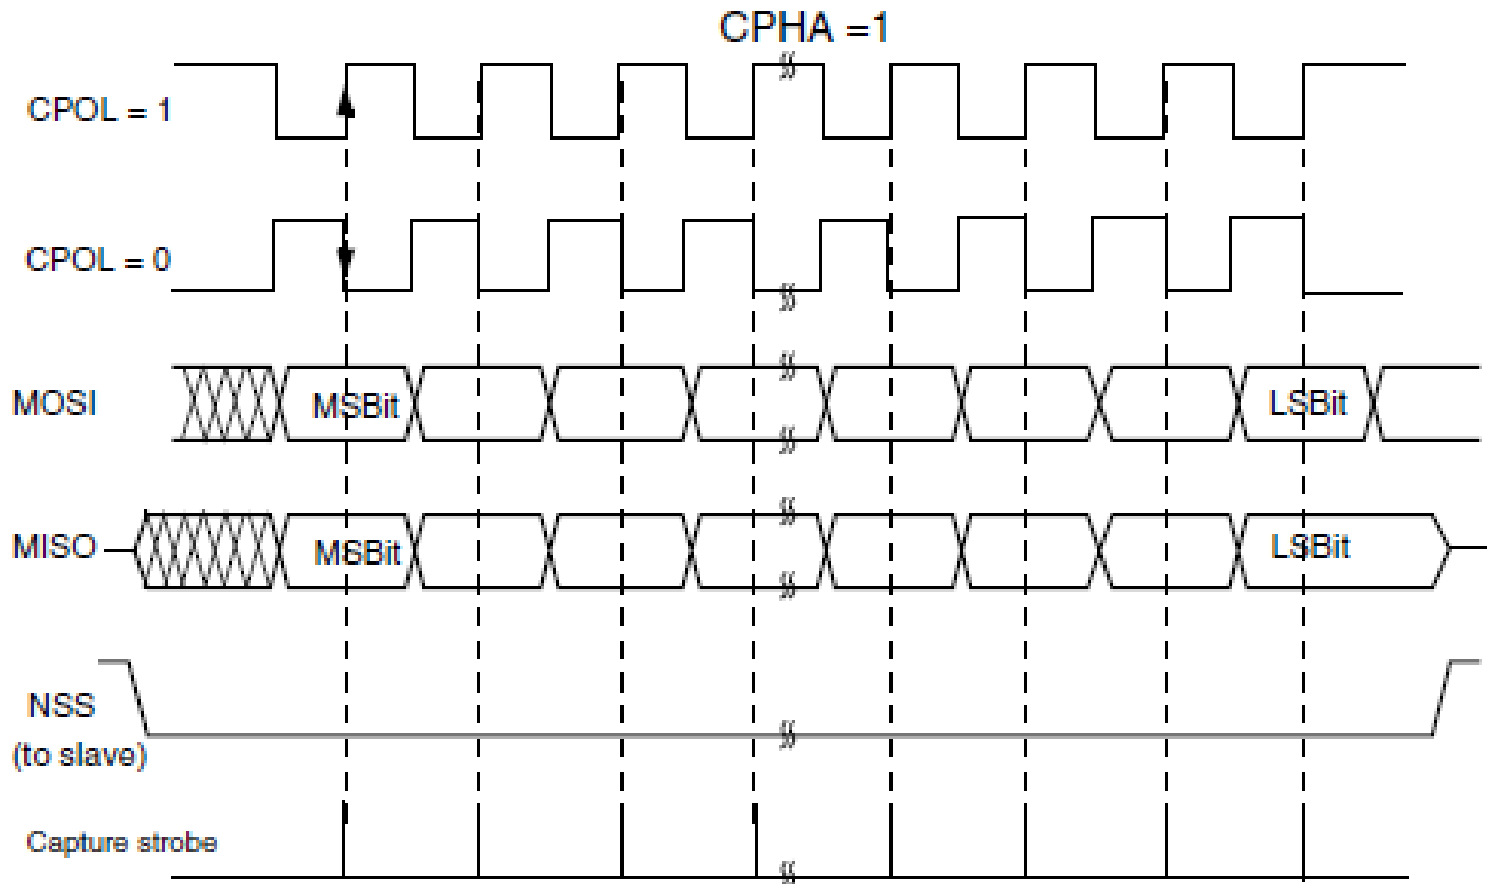 CPHA =1
CPOL = 1
CPOL = 0
MOSI
MSBit
LSBit
MISO
MSBit
LSBit
NSS
(to slave)
Capture strobe